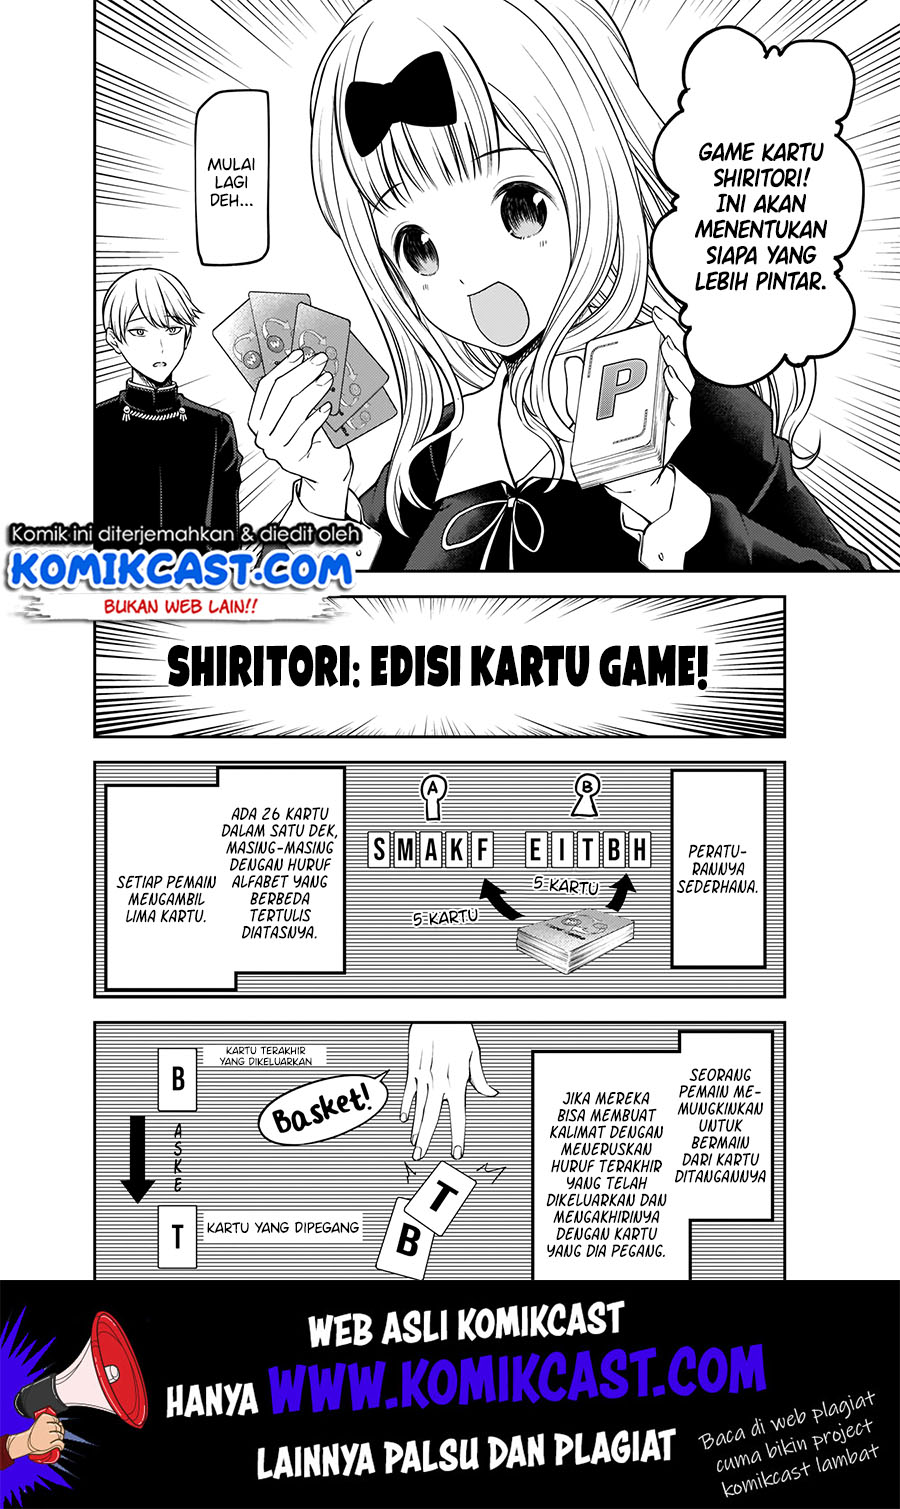 GAME KARTU
SHIRITORI!
INI AKAN
MENENTUKAN
SIAPA YANG
LEBIH PINTAR.
MULAI
LAGI
DEH...
P
Komik ini diterjemahkan & diedit oleh
KOMIKCAST.COM
BUKAN WEB LAIN!!
SHIRITORI: EDISI KARTU GAME!
PERATU-
RANNYA
SEDERHANA.
A
B
S M A K F
E I T B H
5 KARTU
5 KARTU
ADA 26 KARTU
DALAM SATU DEK,
MASING-MASING
DENGAN HURUF
ALFABET YANG
BERBEDA
TERTULIS
DIATASNYA.
SETIAP PEMAIN
MENGAMBIL
LIMA KARTU.
SEORANG
PEMAIN ME-
MUNGKINKAN
UNTUK
BERMAIN
DARI KARTU
DITANGANNYA
JIKA MEREKA
BISA MEMBUAT
KALIMAT DENGAN
MENERUSKAN
HURUF TERAKHIR
YANG TELAH
DIKELUARKAN DAN
MENGAKHIRINYA
DENGAN KARTU
YANG DIA PEGANG.
Basket!
T
B
KARTU TERAKHIR
YANG DIKELUARKAN
B
A
S
K
E
T
KARTU YANG DIPEGANG
WEB ASLI KOMIKCAST
HANYA WWW.KOMIKCAST.COM
LAINNYA PALSU DAN PLAGIAT
Baca di web plagiat
cuma bikin project
komikcast lambat